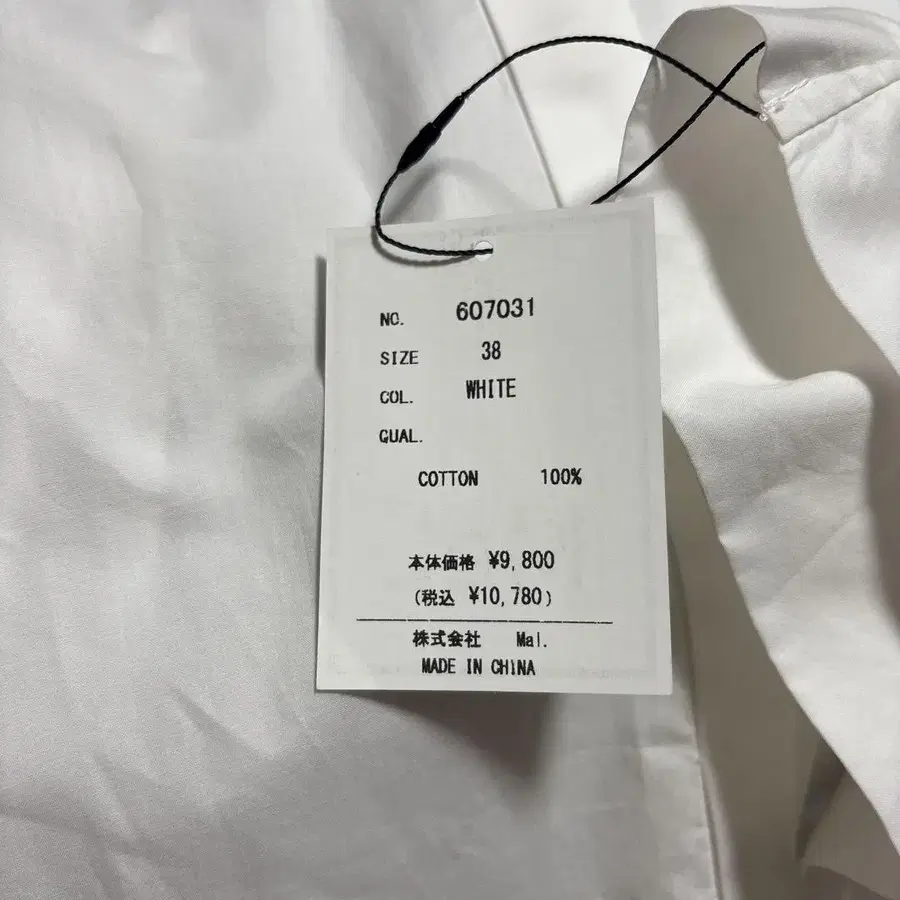 NO. 607031
SIZE 38
COL. WHITE
QUAL.
COTTON 100%
本体価格 ¥9,800
(税込 ¥10,780)
株式会社 Mal.
MADE IN CHINA